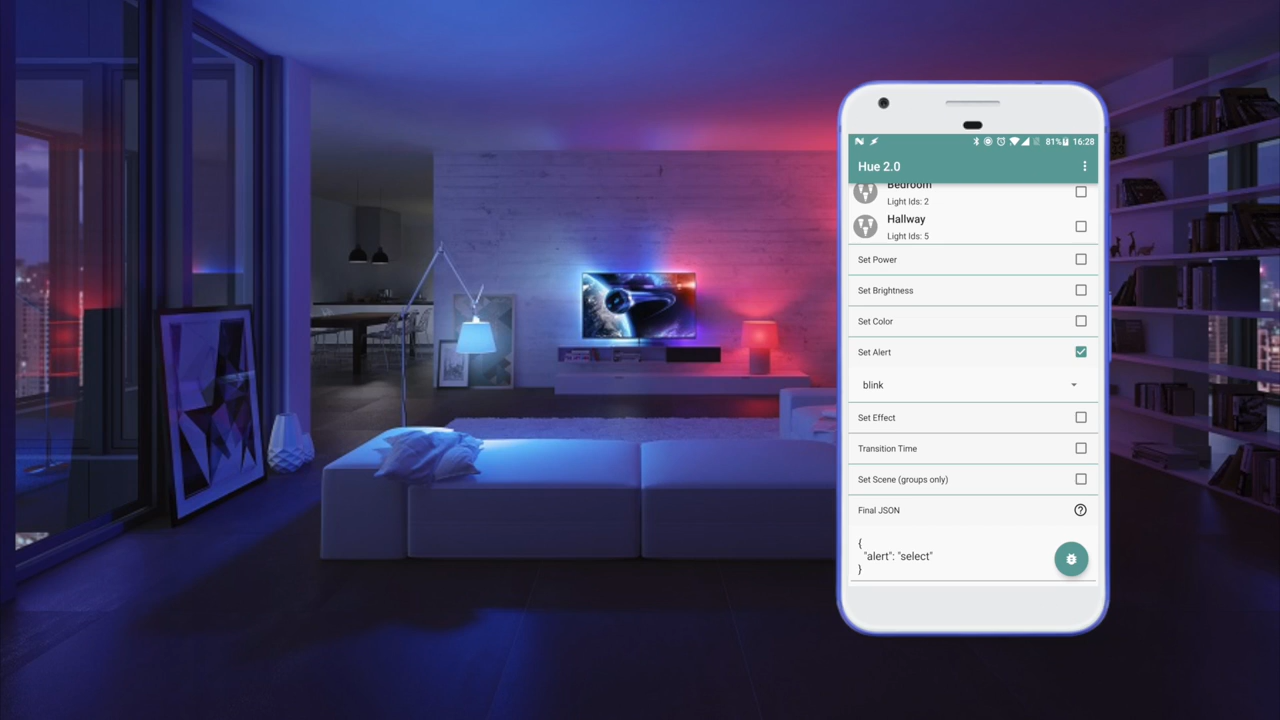 81% 16:28
Hue 2.0
Bedroom
Light Ids: 2
Hallway
Light Ids: 5
Set Power
Set Brightness
Set Color
Set Alert
blink
Set Effect
Transition Time
Set Scene (groups only)
Final JSON
{
"alert": "select"
}